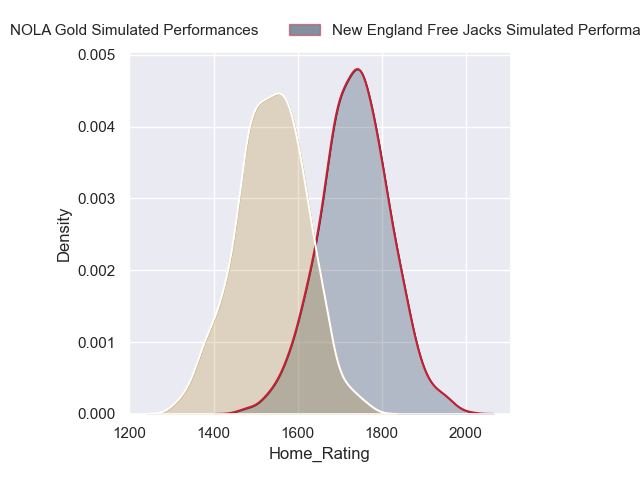 NOLA Gold Simulated Performances
New England Free Jacks Simulated Performa
0.005
0.004
0.003
0.002
0.001
0.000
Density
1200 1400 1600 1800 2000
Home_Rating